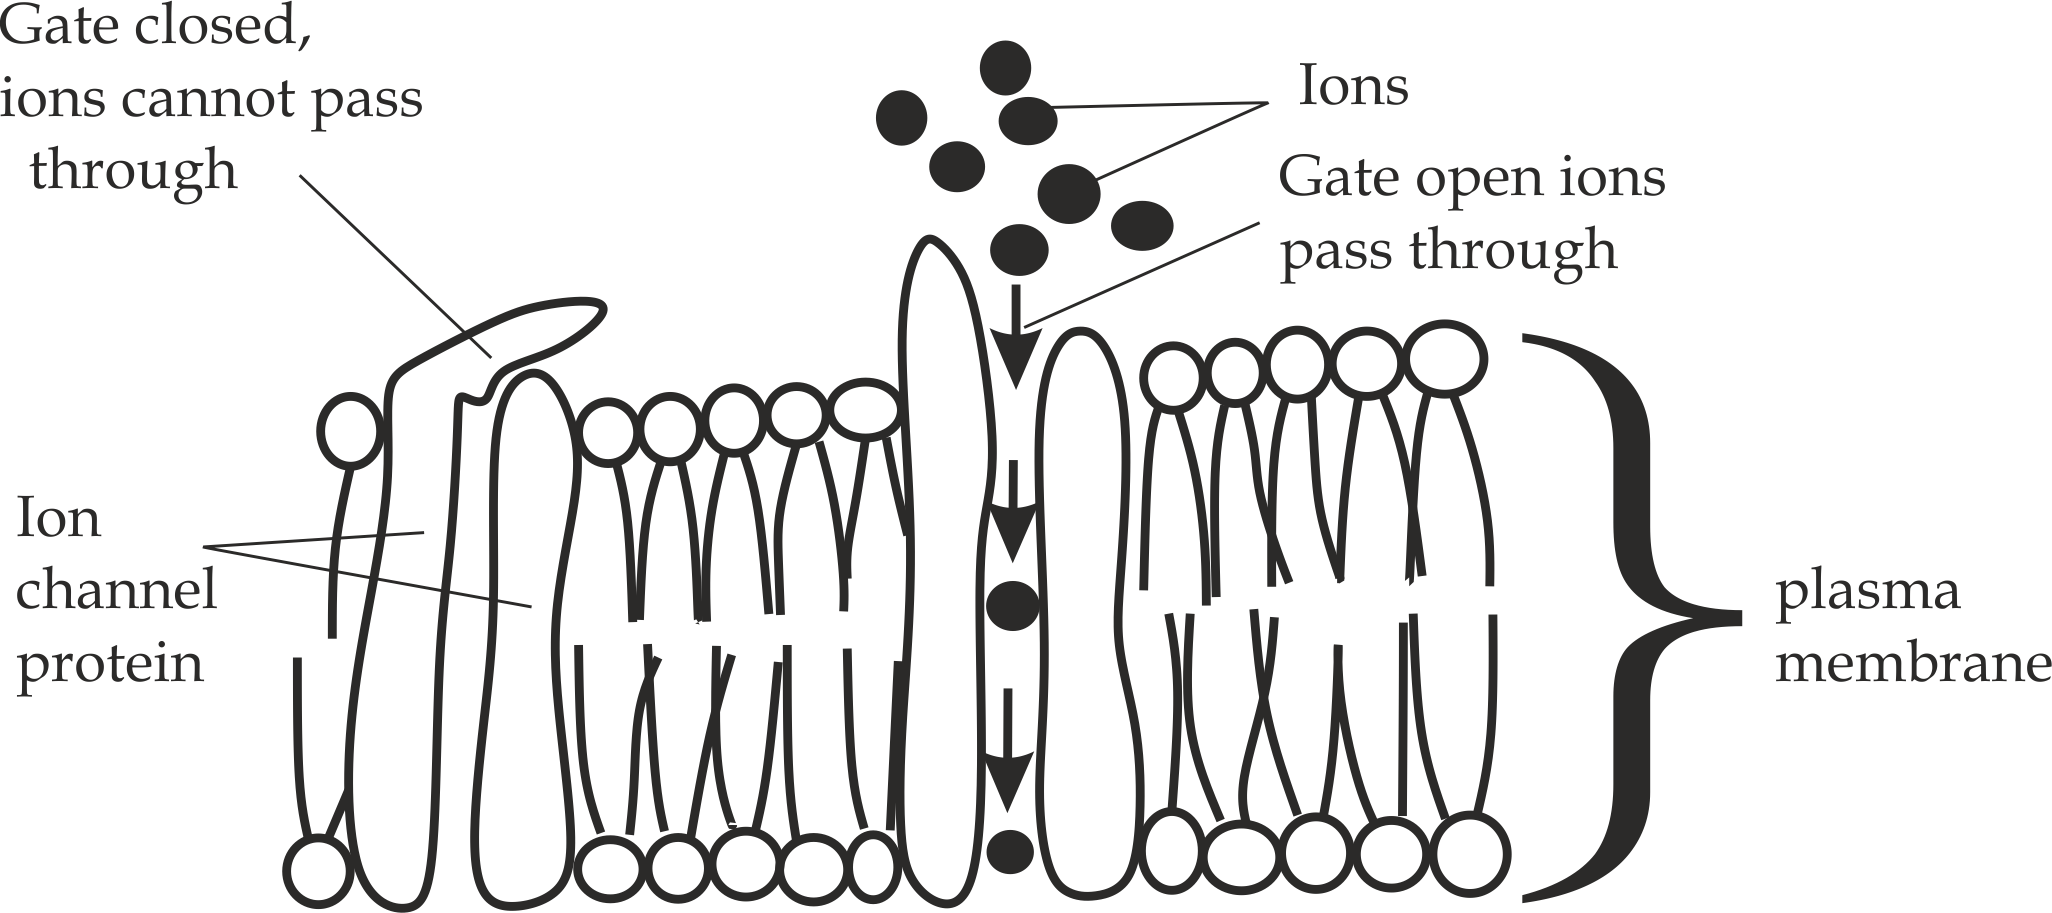 Gate closed,
ions cannot pass
through
Ions
Gate open ions
pass through
Ion
channel
protein
plasma
membrane